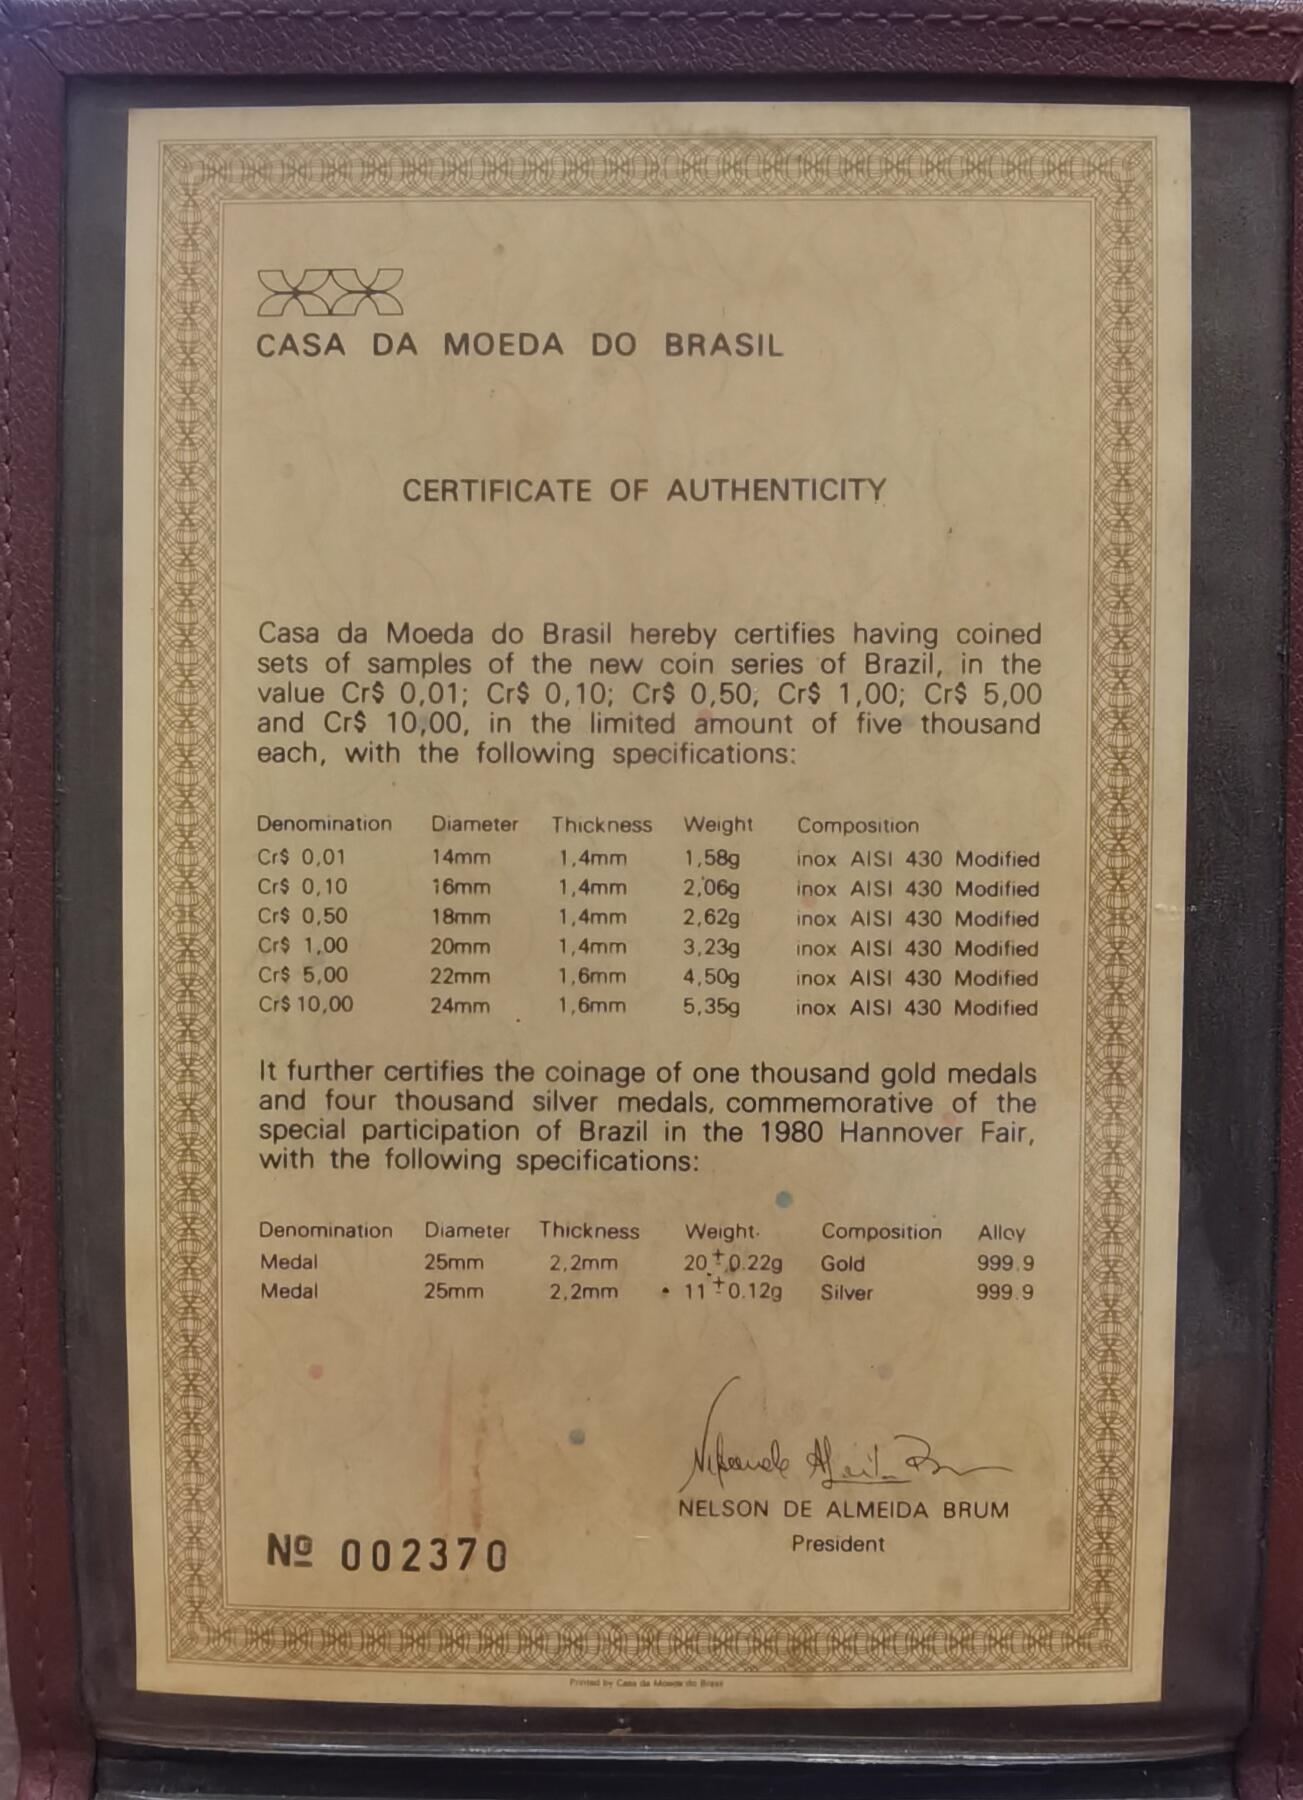 CASA DA MOEDA DO BRASIL
CERTIFICATE OF AUTHENTICITY
Casa da Moeda do Brasil hereby certifies having coined
sets of samples of the new coin series of Brazil, in the
value Cr$ 0,01; Cr$ 0,10; Cr$ 0,50; Cr$ 1,00; Cr$ 5,00
and Cr$ 10,00, in the limited amount of five thousand
each, with the following specifications:
Denomination Diameter Thickness Weight Composition
Cr$ 0,01 14mm 1,4mm 1,58g inox AISI 430 Modified
Cr$ 0,10 16mm 1,4mm 2,06g inox AISI 430 Modified
Cr$ 0,50 18mm 1,4mm 2,62g inox AISI 430 Modified
Cr$ 1,00 20mm 1,4mm 3,23g inox AISI 430 Modified
Cr$ 5,00 22mm 1,6mm 4,50g inox AISI 430 Modified
Cr$ 10,00 24mm 1,6mm 5,35g inox AISI 430 Modified
It further certifies the coinage of one thousand gold medals
and four thousand silver medals, commemorative of the
special participation of Brazil in the 1980 Hannover Fair,
with the following specifications:
Denomination Diameter Thickness Weight Composition Alloy
Medal 25mm 2,2mm 20 ± 0.22g Gold 999.9
Medal 25mm 2,2mm 11 ± 0.12g Silver 999.9
NELSON DE ALMEIDA BRUM
President
Nº 002370
Printed by Casa da Moeda do Brasil